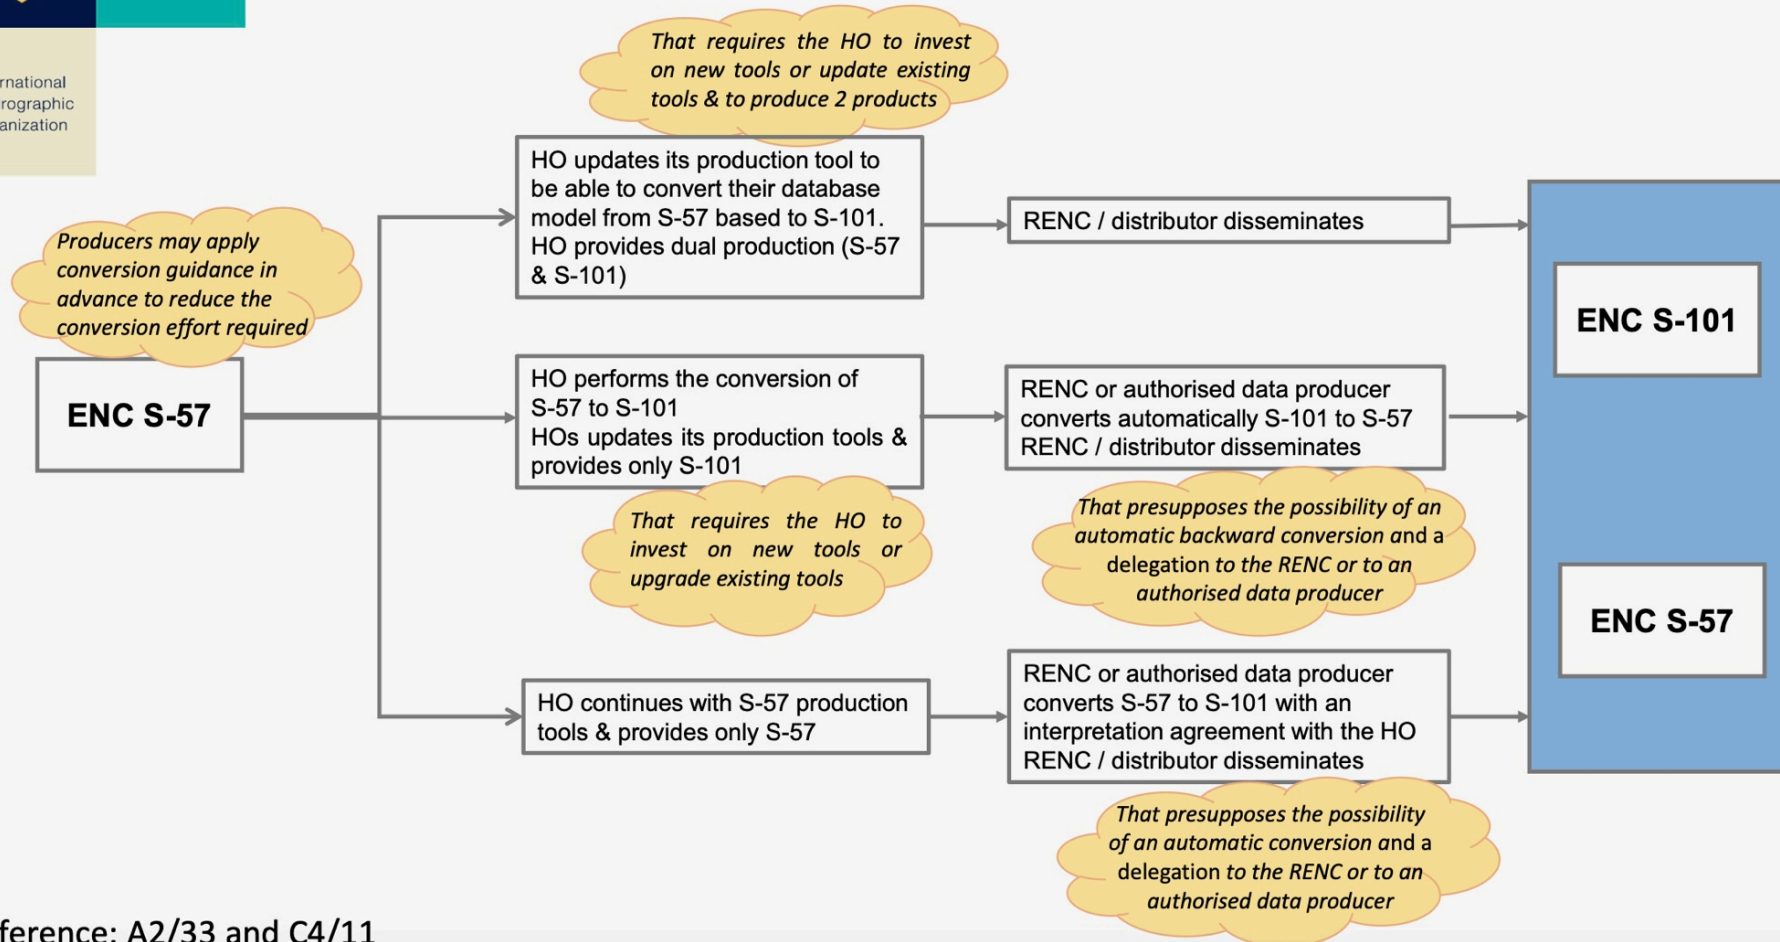 rnational
rographic
anization
That requires the HO to invest
on new tools or update existing
tools & to produce 2 products
Producers may apply
conversion guidance in
advance to reduce the
conversion effort required
ENC S-57
HO updates its production tool to
be able to convert their database
model from S-57 based to S-101.
HO provides dual production (S-57
& S-101)
RENC / distributor disseminates
HO performs the conversion of
S-57 to S-101
HOs updates its production tools &
provides only S-101
That requires the HO to
invest on new tools or
upgrade existing tools
RENC or authorised data producer
converts automatically S-101 to S-57
RENC / distributor disseminates
That presupposes the possibility of an
automatic backward conversion and a
delegation to the RENC or to an
authorised data producer
HO continues with S-57 production
tools & provides only S-57
RENC or authorised data producer
converts S-57 to S-101 with an
interpretation agreement with the HO
RENC / distributor disseminates
That presupposes the possibility
of an automatic conversion and a
delegation to the RENC or to an
authorised data producer
ENC S-101
ENC S-57
ference: A2/33 and C4/11